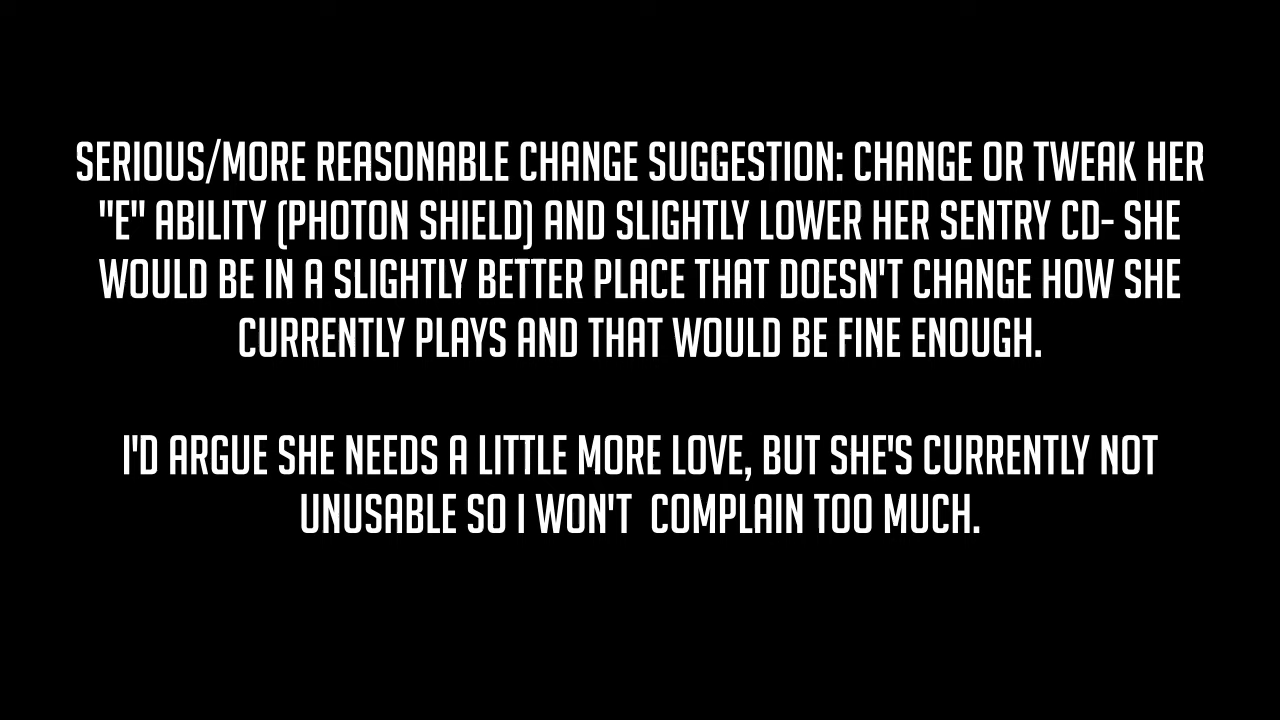 SERIOUS/MORE REASONABLE CHANGE SUGGESTION: CHANGE OR TWEAK HER
"E" ABILITY (PHOTON SHIELD) AND SLIGHTLY LOWER HER SENTRY CD- SHE
WOULD BE IN A SLIGHTLY BETTER PLACE THAT DOESN'T CHANGE HOW SHE
CURRENTLY PLAYS AND THAT WOULD BE FINE ENOUGH.
I'D ARGUE SHE NEEDS A LITTLE MORE LOVE, BUT SHE'S CURRENTLY NOT
UNUSABLE SO I WON'T  COMPLAIN TOO MUCH.